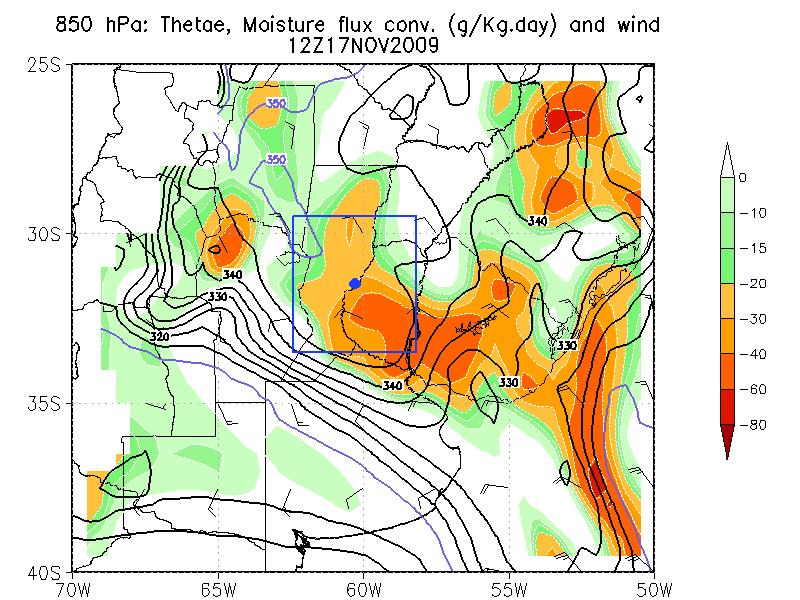 850 hPa: Thetae, Moisture flux conv. (g/Kg.day) and wind
12Z17NOV2009
25S
350
0
-10
350
-15
340
30S
-20
340
-30
330
320
330
-40
340
330
-60
35S
-80
40S
70W 65W 60W 55W 50W